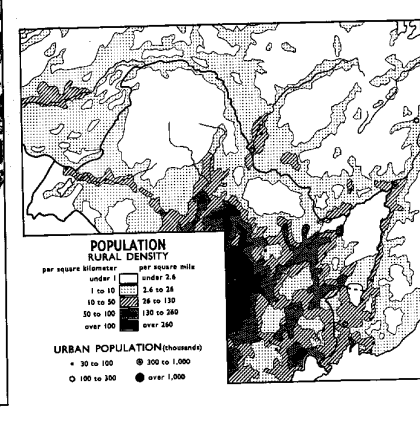 POPULATION
RURAL DENSITY
per square kilometer per square mile
under 1 under 2.6
1 to 10 2.6 to 26
10 to 50 26 to 130
50 to 100 130 to 260
over 100 over 260
URBAN POPULATION (thousands)
30 to 100 300 to 1,000
100 to 300 over 1,000